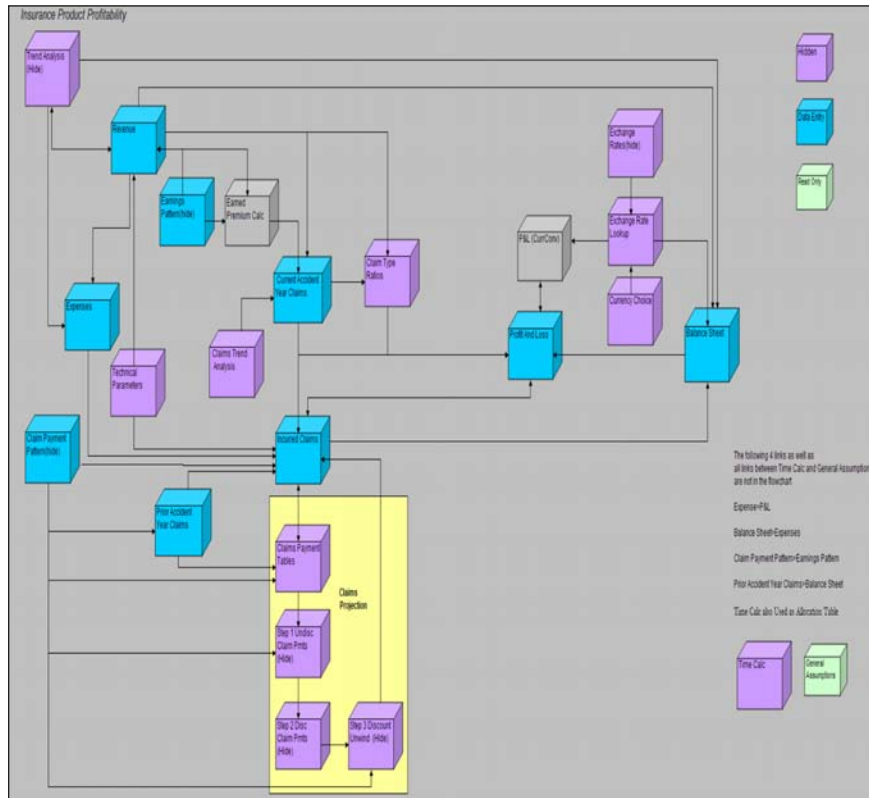 Insurance Product Profitability
Trend Analysis
(Hide)
Hidden
Revenue
Data Entry
Exchange
Rates(hide)
Earnings
Pattern(hide)
Earned
Premium Calc
Read Only
P&L (CurrConv)
Exchange Rate
Lookup
Current Accident
Year Claims
Claim Type
Ratios
Expenses
Currency Choice
Profit And Loss
Balance Sheet
Claims Trend
Analysis
Technical
Parameters
Claim Payment
Pattern(hide)
Incurred Claims
The following 4 links as well as
all links between Time Calc and General Assumption
are not in the flowchart
Expense>P&L
Balance Sheet>Expenses
Claim Payment Pattern>Earnings Pattern
Prior Accident Year Claims>Balance Sheet
Time Calc also Used as Allocation Table
Prior Accident
Year Claims
Claims Payment
Tables
Claims
Projection
Step 1 Undisc
Claim Pmts
(Hide)
Time Calc
General
Assumptions
Step 2 Disc
Claim Pmts
(Hide)
Step 3 Discount
Unwind (Hide)